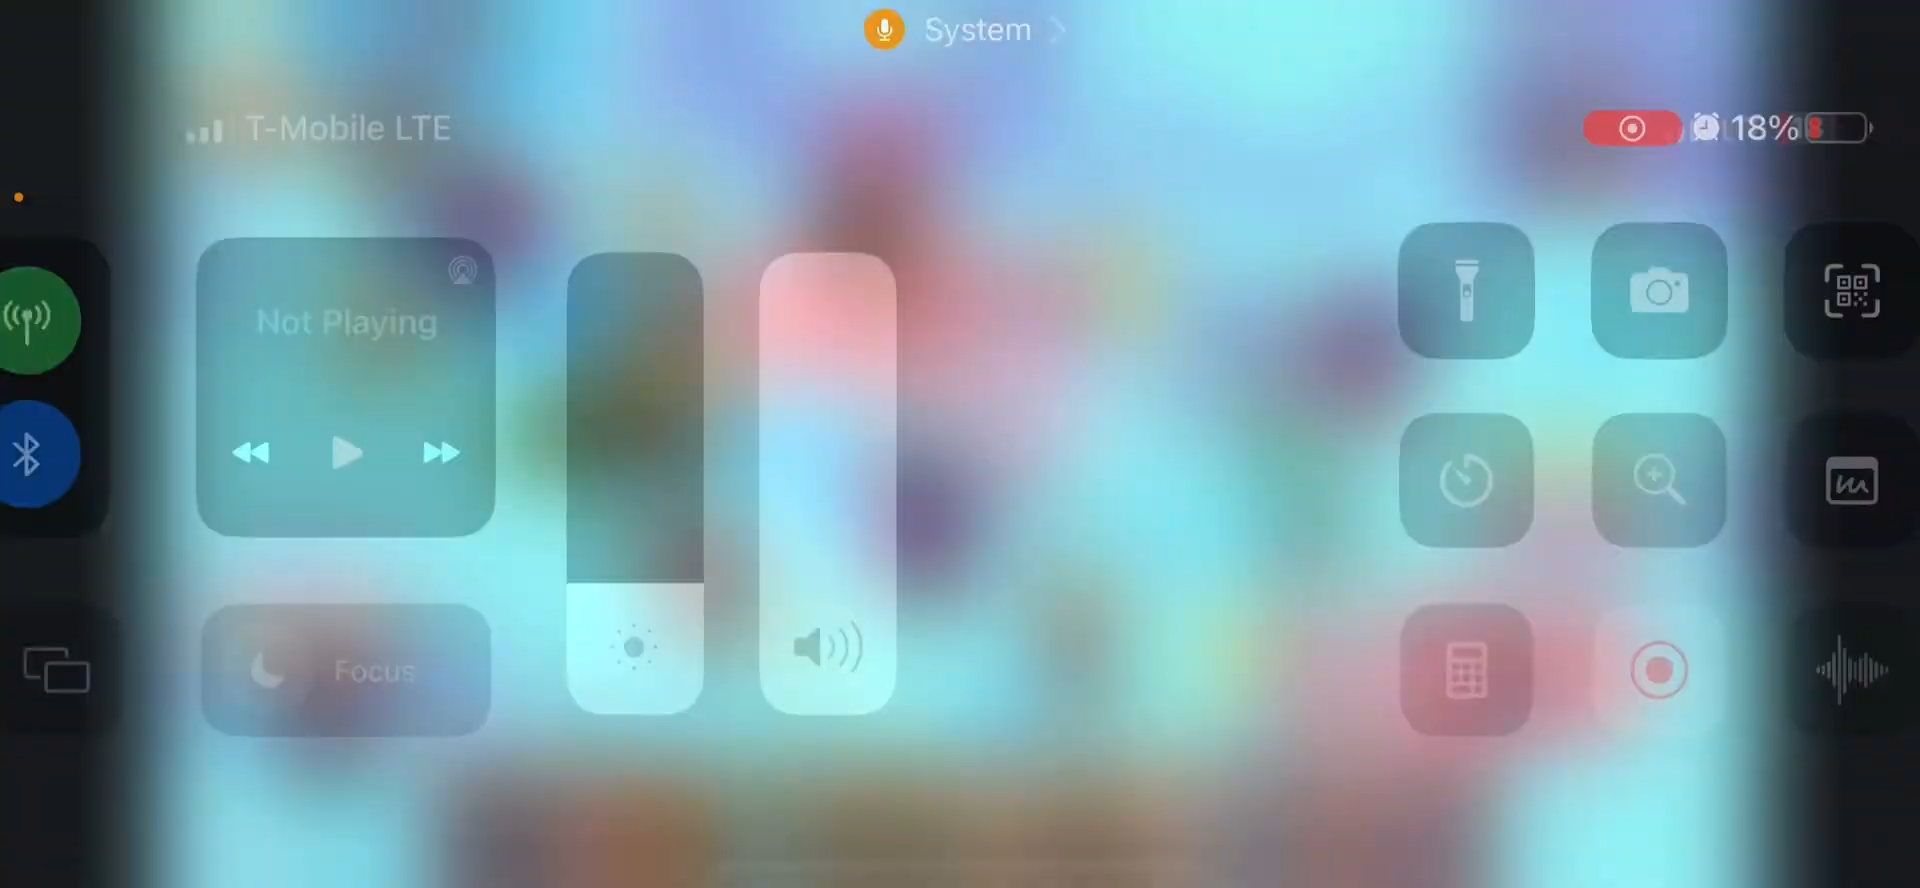 System
T-Mobile LTE
18%
Not Playing
Focus